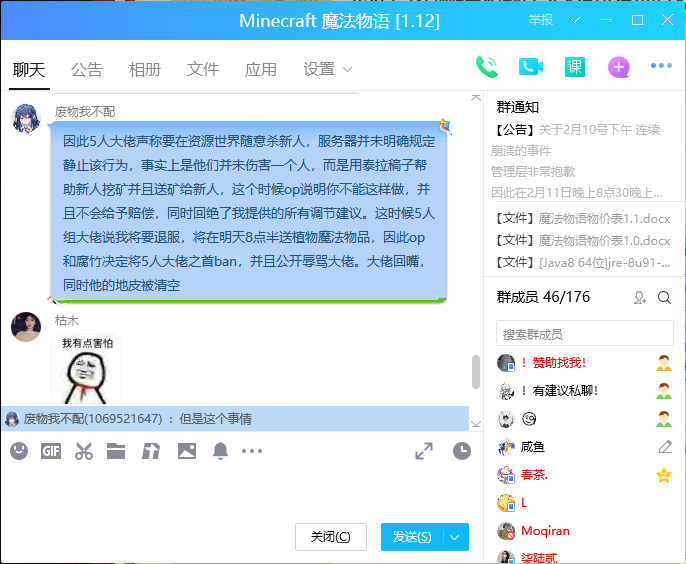 Minecraft 魔法物语 [1.12]
举报
聊天 公告 相册 文件 应用 设置
课
废物我不配
因此5人大佬声称要在资源世界随意杀新人，服务器并未明确规定
静止该行为，事实上是他们并未伤害一个人，而是用泰拉稿子帮
助新人挖矿并且送矿给新人，这个时候op说明你不能这样做，并
且不会给予赔偿，同时回绝了我提供的所有调节建议。这时候5人
组大佬说我将要退服，将在明天8点半送植物魔法物品，因此op
和腐竹决定将5人大佬之首ban，并且公开辱骂大佬。大佬回嘴，
同时他的地皮被清空
枯木
我有点害怕
废物我不配(1069521647) ：但是这个事情
GIF
关闭(C)
发送(S)
群通知
【公告】关于2月10号下午 连续
崩溃的事件
管理层非常抱歉
因此在2月11日晚上8点30晚上...
【文件】魔法物语物价表1.1.docx
【文件】魔法物语物价表1.0.docx
【文件】[Java8 64位]jre-8u91-...
群成员 46/176
搜索群成员
！赞助找我！
！有建议私聊！
咸鱼
春茶.
L
Moqiran
柒陆贰